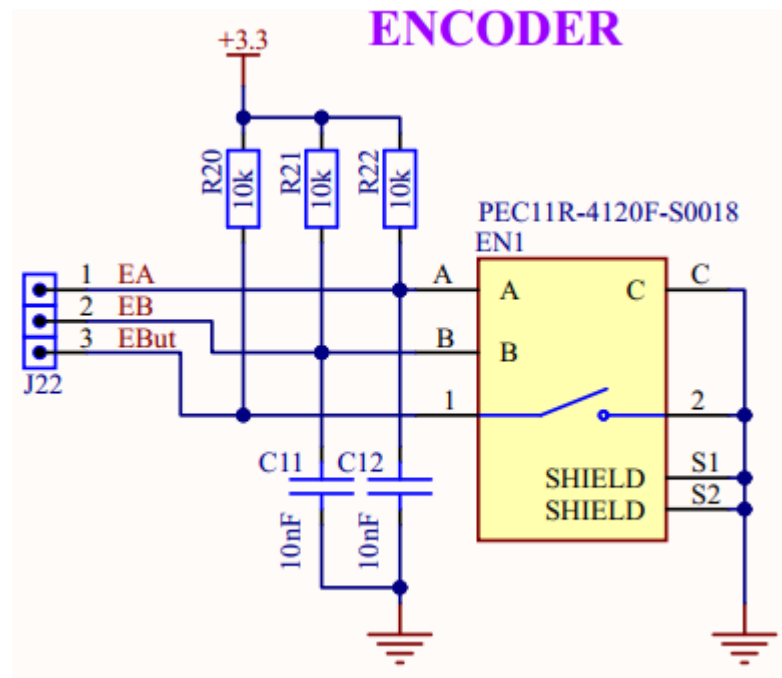 ENCODER
+3.3
R20
10k
R21
10k
R22
10k
PEC11R-4120F-S0018
EN1
1 EA
2 EB
3 EBut
J22
A
A
C
C
B
B
1
2
C11
10nF
C12
10nF
SHIELD
S1
SHIELD
S2